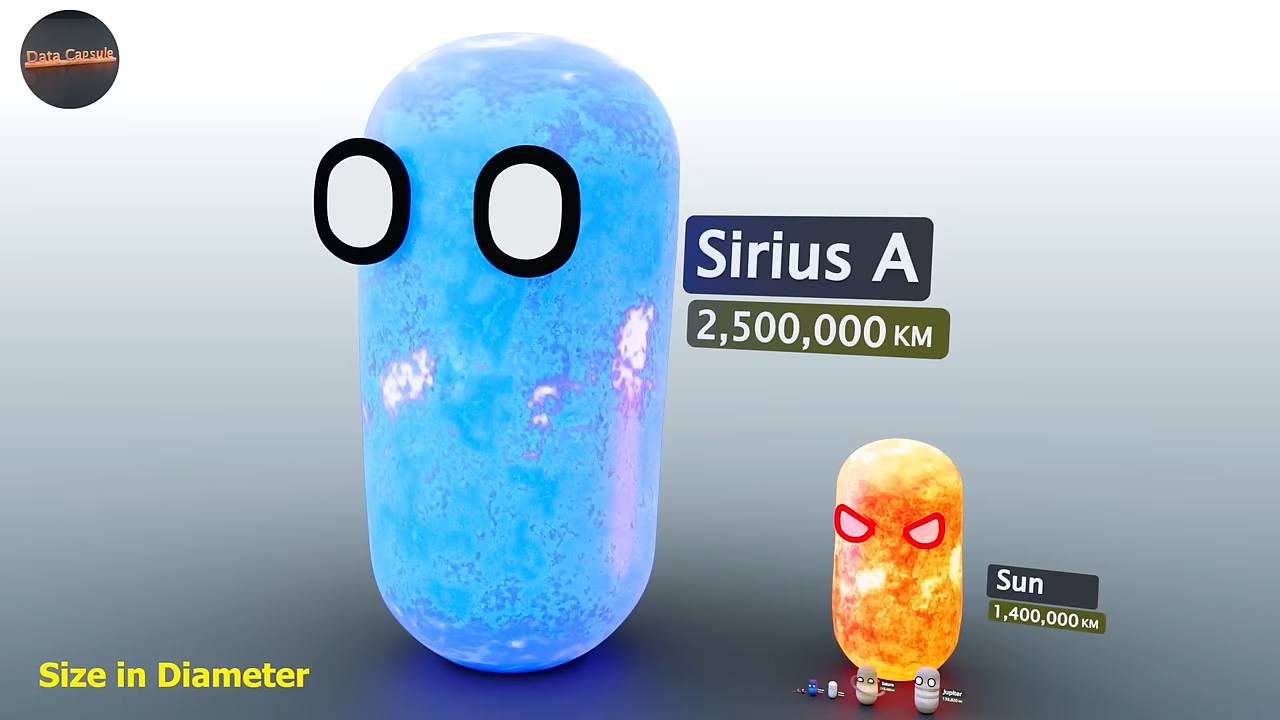 Data Capsule
Sirius A
2,500,000 KM
Sun
1,400,000 KM
Size in Diameter
Saturn
Jupiter